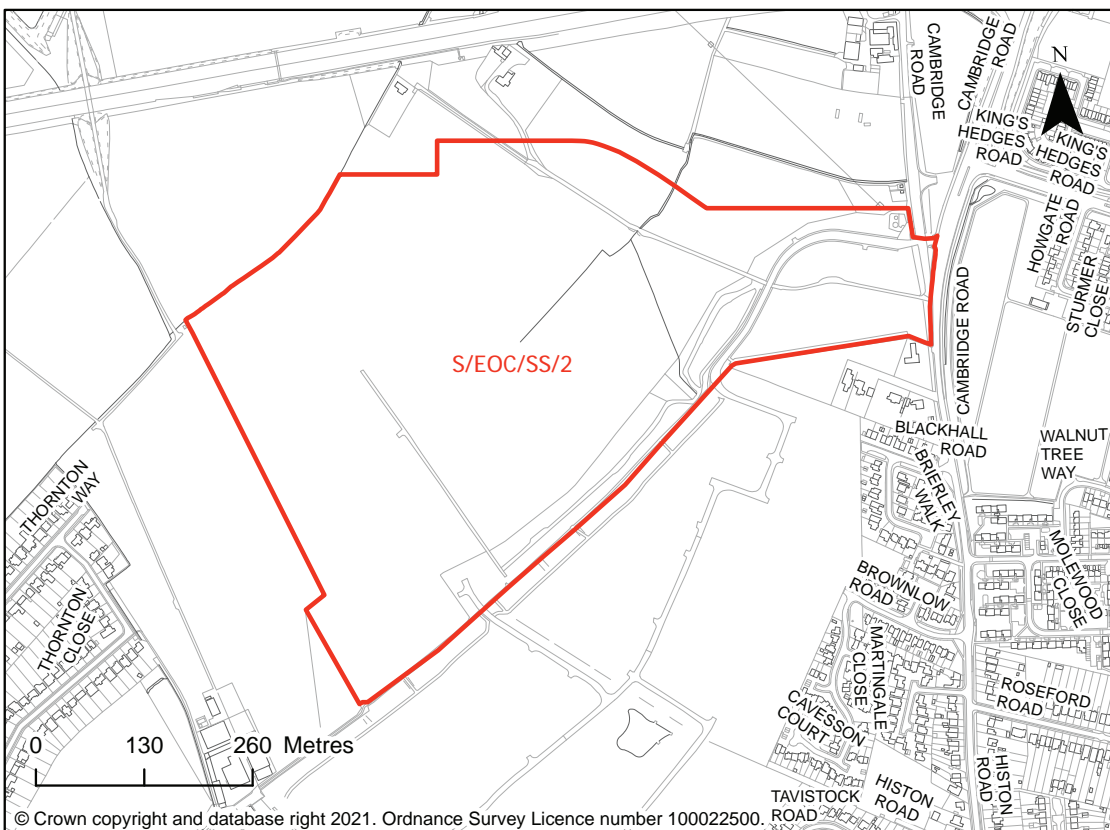 CAMBRIDGE
ROAD
CAMBRIDGE
ROAD
N
KING'S
HEDGES
ROAD
KING'S
HEDGES
ROAD
HOWGATE
ROAD
STURMER
CLOSE
CAMBRIDGE ROAD
S/EOC/SS/2
BLACKHALL
ROAD
WALNUT
TREE
WAY
BRIERLEY
WALK
THORNTON
WAY
THORNTON
CLOSE
BROWNLOW
ROAD
MOLEWOOD
CLOSE
MARTINGALE
CLOSE
ROSEFORD
ROAD
CAVESSON
COURT
HISTON
ROAD
HISTON
ROAD
TAVISTOCK
ROAD
0 130 260 Metres
© Crown copyright and database right 2021. Ordnance Survey Licence number 100022500.